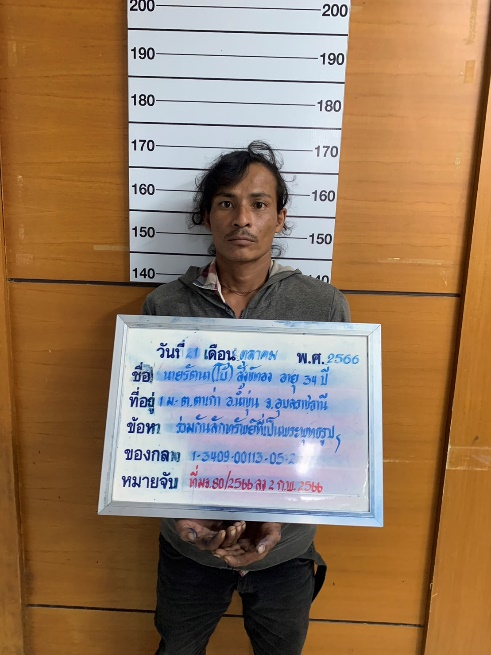 200 200
190 190
180 180
170 170
160 160
150 150
140 140
วันที่ 21 เดือน ตุลาคม พ.ศ. 2566
ชื่อ นายรัตนา(โบ้) อายุ 34 ปี
ที่อยู่ 1 ม. ต.ตาเกา อ.น้ำขุ่น จ.อุบลราชธานี
ข้อหา ร่วมกันลักทรัพย์ที่เป็นพระพุทธรูปฯ
ของกลาง 1-3409-00113-05-2
หมายจับ ที่ 80/2566 ลง 2 ก.พ. 2566